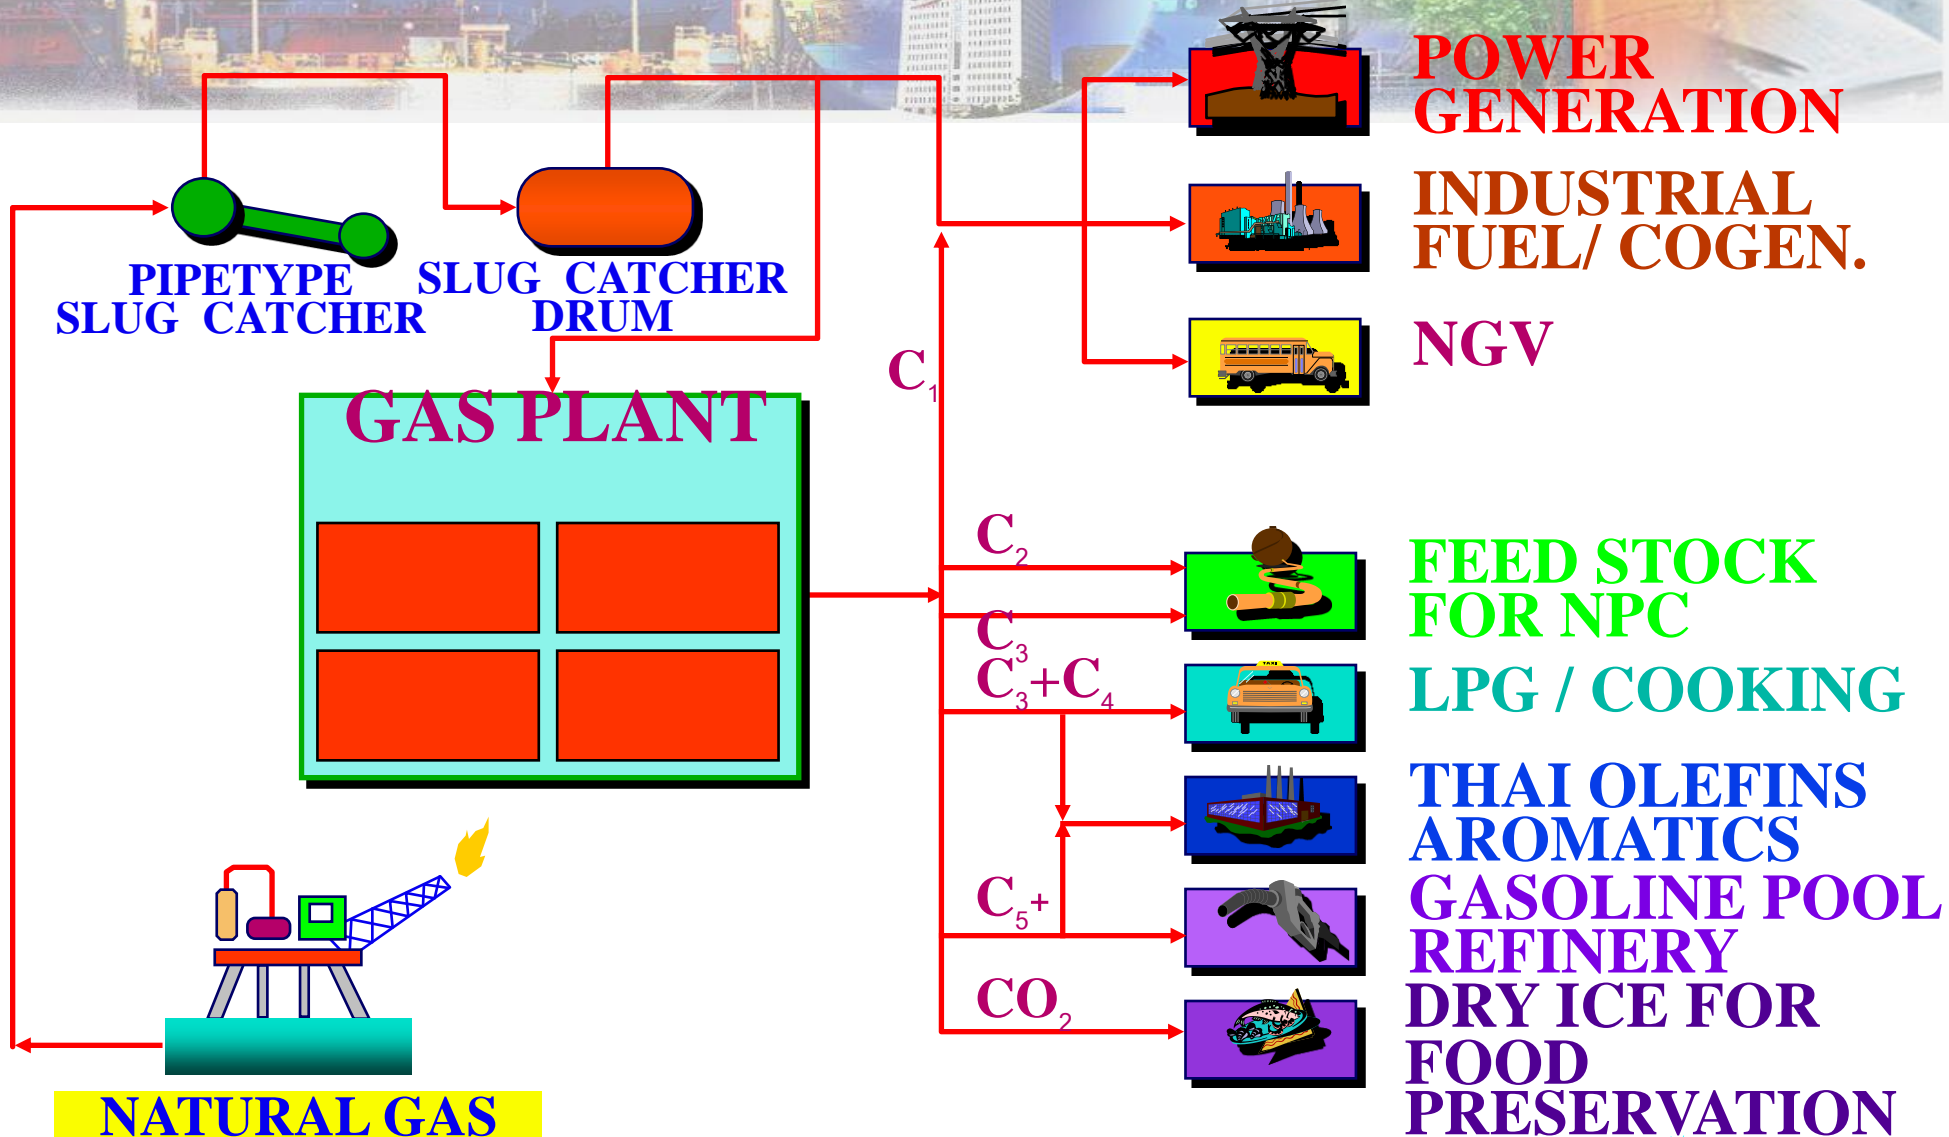 POWER
GENERATION
INDUSTRIAL
FUEL/ COGEN.
NGV
PIPETYPE
SLUG CATCHER
SLUG CATCHER
DRUM
C1
GAS PLANT
C2
C3
C3+C4
C5+
CO2
FEED STOCK
FOR NPC
LPG / COOKING
TAXI
THAI OLEFINS
AROMATICS
GASOLINE POOL
REFINERY
DRY ICE FOR
FOOD
PRESERVATION
NATURAL GAS